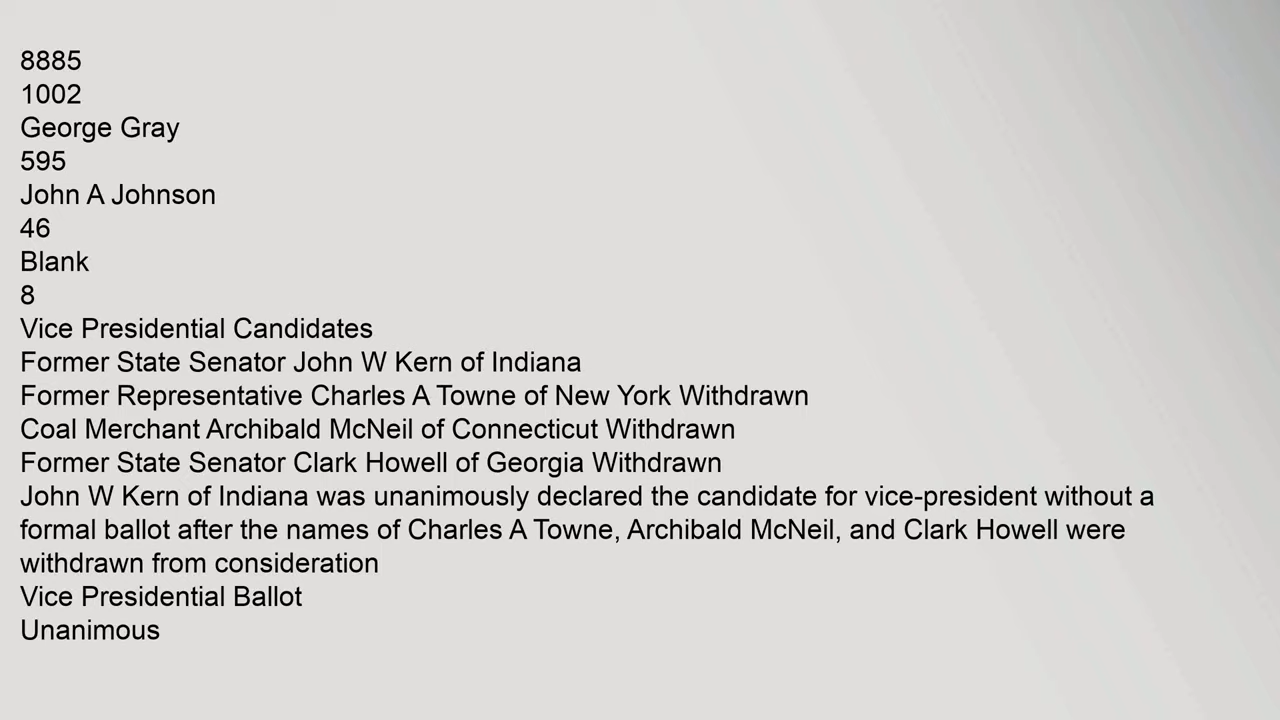 8885
1002
George Gray
595
John A Johnson
46
Blank
8
Vice Presidential Candidates
Former State Senator John W Kern of Indiana
Former Representative Charles A Towne of New York Withdrawn
Coal Merchant Archibald McNeil of Connecticut Withdrawn
Former State Senator Clark Howell of Georgia Withdrawn
John W Kern of Indiana was unanimously declared the candidate for vice-president without a
formal ballot after the names of Charles A Towne, Archibald McNeil, and Clark Howell were
withdrawn from consideration
Vice Presidential Ballot
Unanimous